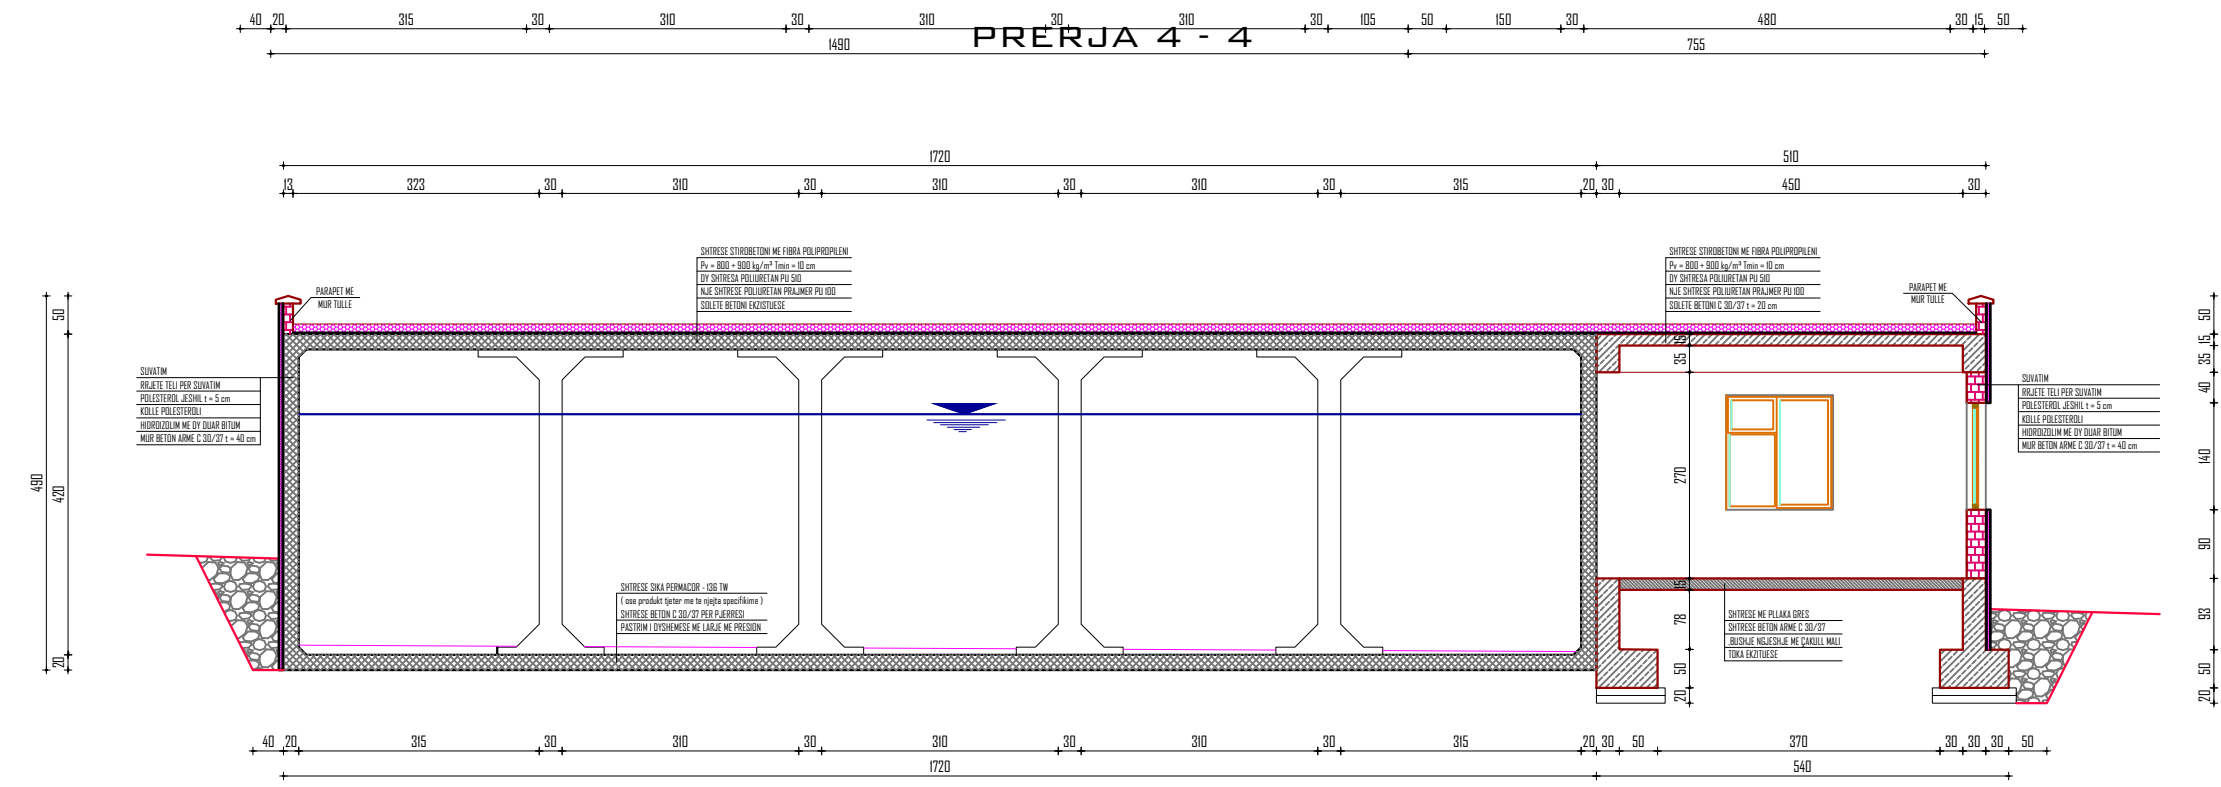 40 20 315 30 310 30 310 30 310 30 105 50 150 30 480 30 15 50
PRERJA 4 - 4
1490 755
1720 510
13 323 30 310 30 310 30 310 30 315 20 30 450 30
SHTRESE STIROBETONI ME FIBRA POLIPROPILENI
Pv = 800 ÷ 900 kg/m³ Tmin = 10 cm
DY SHTRESA POLIURETAN PU 510
NJE SHTRESE POLIURETAN PRAJMER PU 100
SOLETE BETONI EKZISTUESE
SHTRESE STIROBETONI ME FIBRA POLIPROPILENI
Pv = 800 ÷ 900 kg/m³ Tmin = 10 cm
DY SHTRESA POLIURETAN PU 510
NJE SHTRESE POLIURETAN PRAJMER PU 100
SOLETE BETONI C 30/37 t = 20 cm
PARAPET ME
MUR TULLE
PARAPET ME
MUR TULLE
SUVATIM
RRJETE TELI PER SUVATIM
POLESTEROL JESHIL t = 5 cm
KOLLE POLESTEROLI
HIDROIZOLIM ME DY DUAR BITUM
MUR BETON ARME C 30/37 t = 40 cm
SUVATIM
RRJETE TELI PER SUVATIM
POLESTEROL JESHIL t = 5 cm
KOLLE POLESTEROLI
HIDROIZOLIM ME DY DUAR BITUM
MUR BETON ARME C 30/37 t = 40 cm
490
50
420
20
15
35
270
15
78
50
20
50
15
35
40
140
90
93
50
20
SHTRESE SIKA PERMACOR - 136 TW
( ose produkt tjeter me te njejta specifikime )
SHTRESE BETON C 30/37 PER PJERRESI
PASTRIM I DYSHEMESE ME LARJE ME PRESION
SHTRESE ME PLLAKA GRES
SHTRESE BETON ARME C 30/37
BUSHJE NGJESHJE ME ÇAKULL MALI
TOKA EKZITUESE
40 20 315 30 310 30 310 30 310 30 315 20 30 50 370 30 30 30 50
1720 540